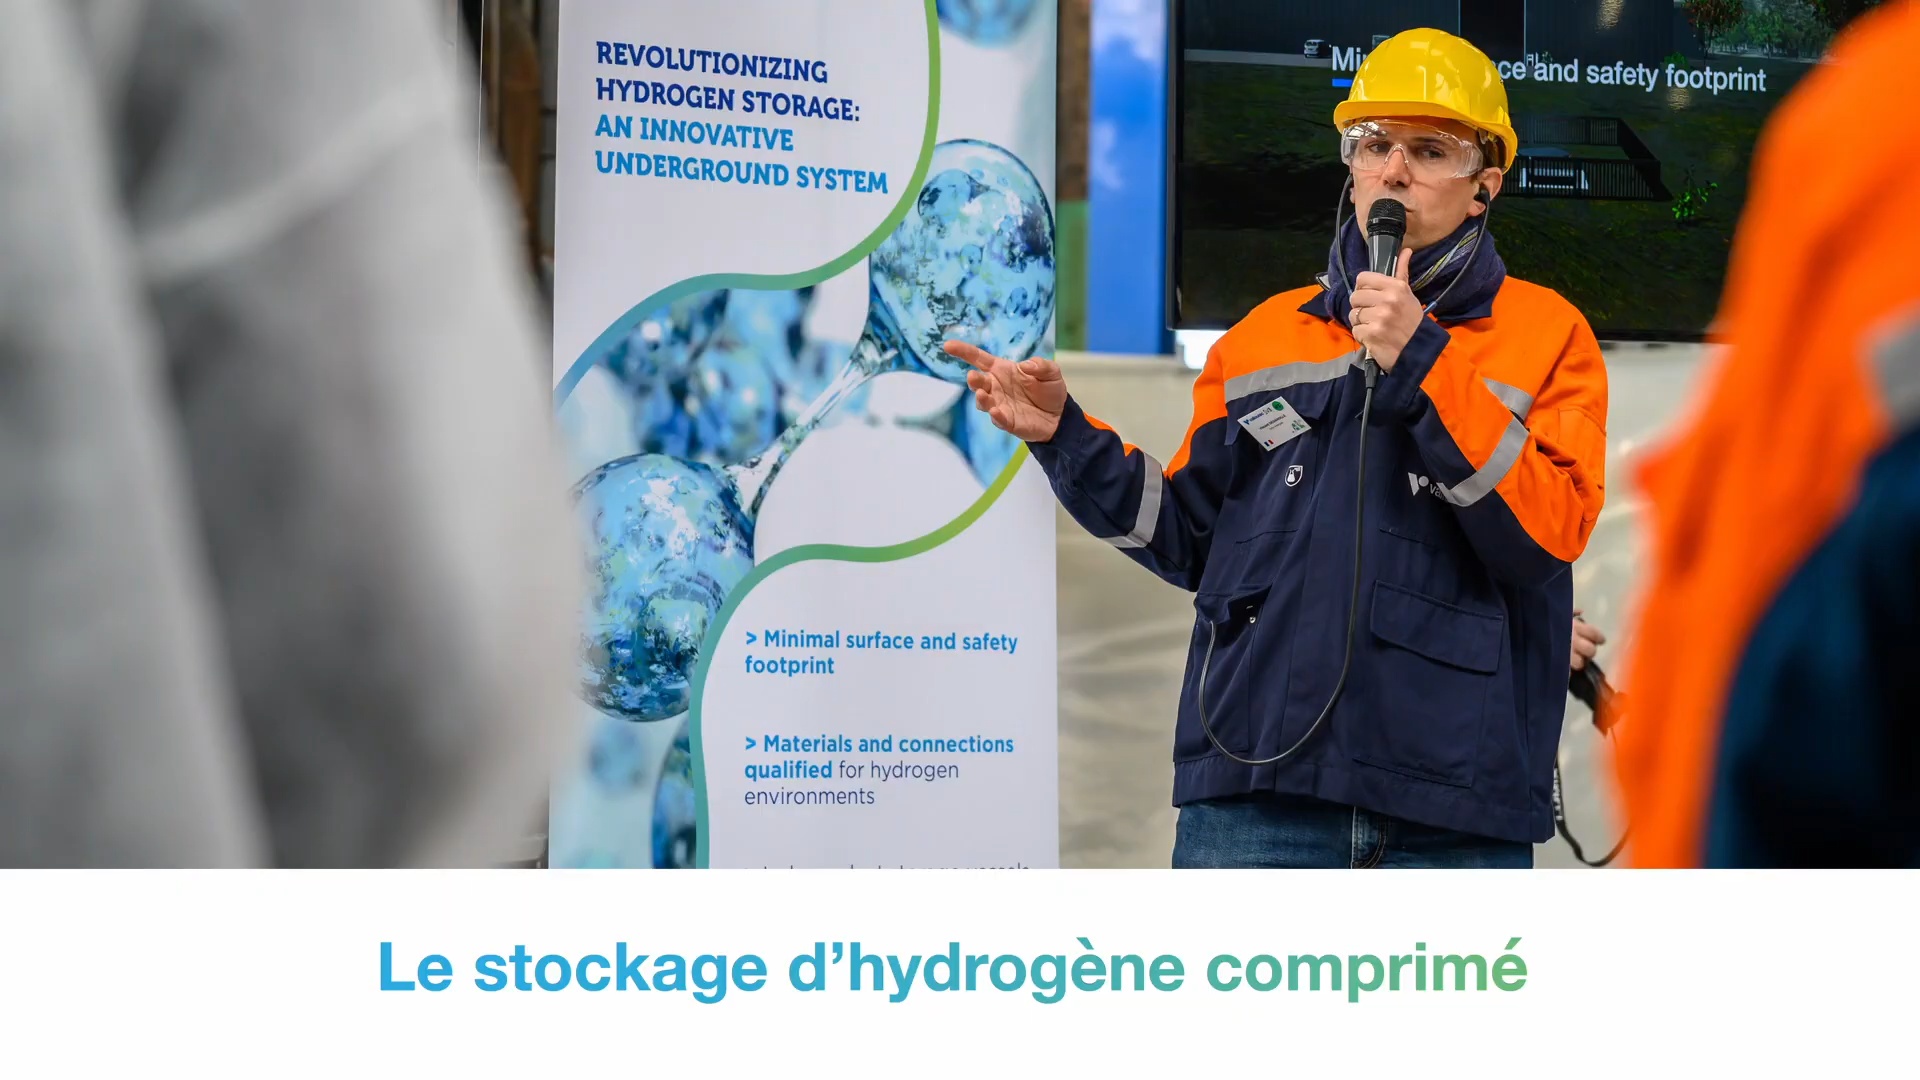 REVOLUTIONIZING
HYDROGEN STORAGE:
AN INNOVATIVE
UNDERGROUND SYSTEM
ce and safety footprint
> Minimal surface and safety
footprint
> Materials and connections
qualified for hydrogen
environments
Le stockage d’hydrogène comprimé